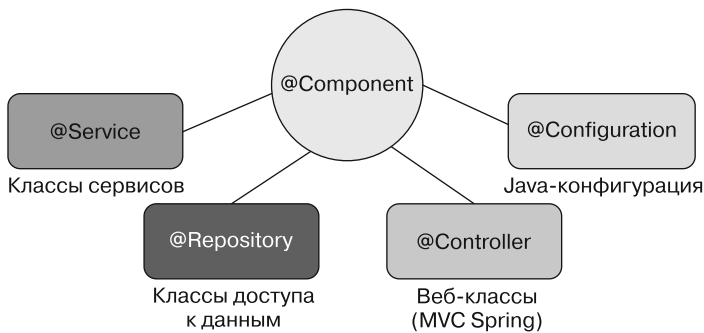 @Component
@Service
Классы сервисов
@Configuration
Java-конфигурация
@Repository
Классы доступа
к данным
@Controller
Веб-классы
(MVC Spring)